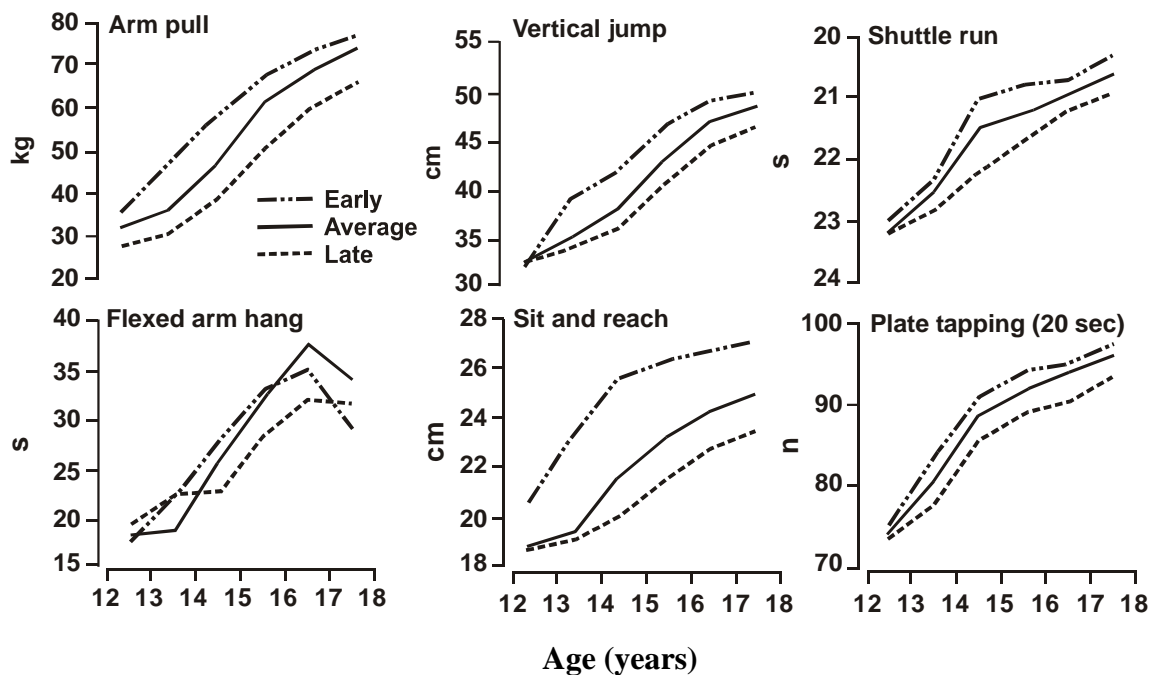 Arm pull
80
70
60
50
40
30
20
kg
Early
Average
Late
Vertical jump
55
50
45
40
35
30
cm
Shuttle run
20
21
22
23
24
s
Flexed arm hang
40
35
30
25
20
15
s
12 13 14 15 16 17 18
Sit and reach
28
26
24
22
20
18
cm
12 13 14 15 16 17 18
Plate tapping (20 sec)
100
90
80
70
n
12 13 14 15 16 17 18
Age (years)